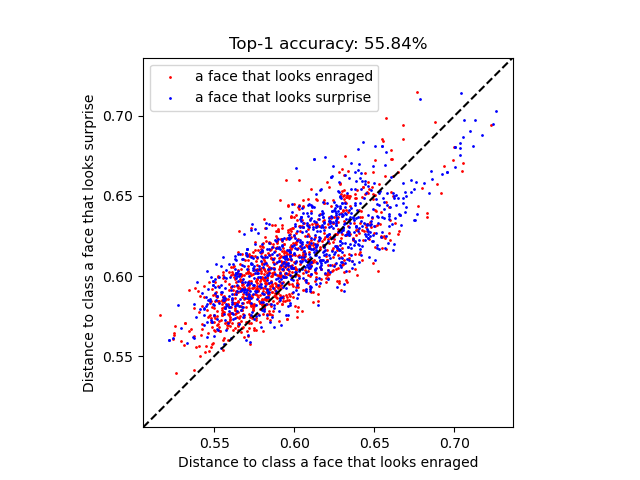 Top-1 accuracy: 55.84%
a face that looks enraged
a face that looks surprise
Distance to class a face that looks surprise
0.70
0.65
0.60
0.55
0.55 0.60 0.65 0.70
Distance to class a face that looks enraged